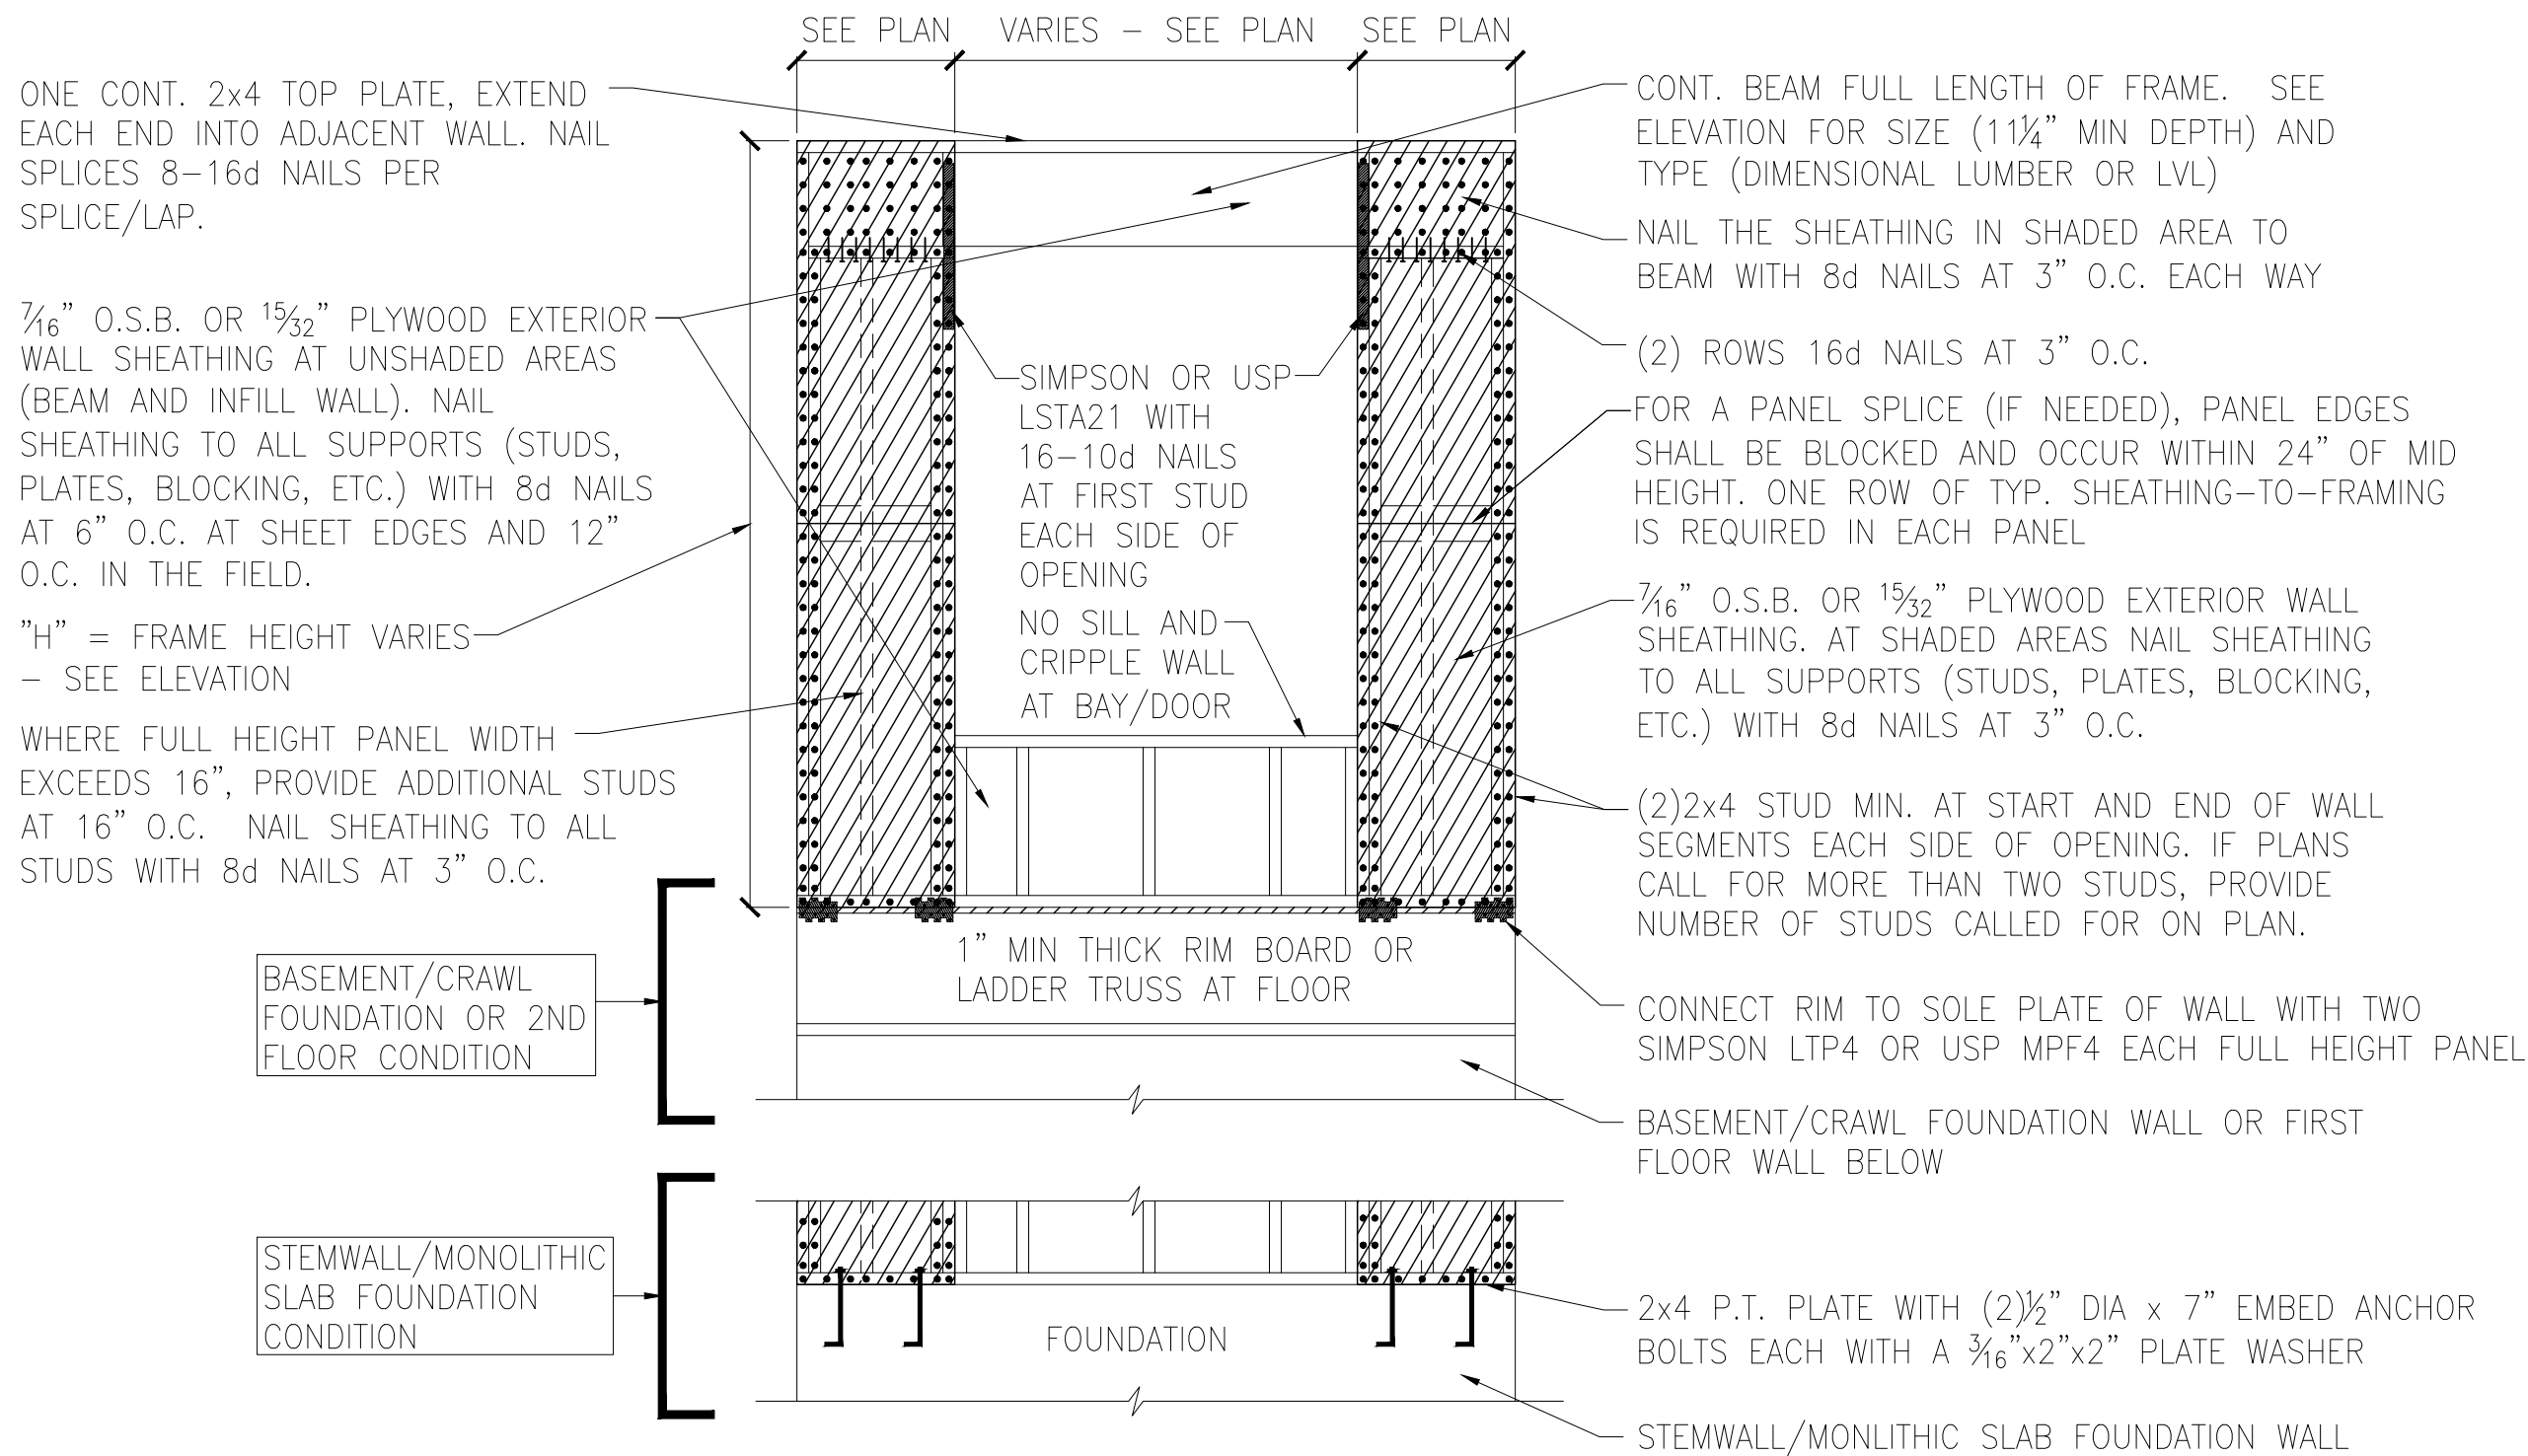 SEE PLAN
VARIES – SEE PLAN
SEE PLAN
ONE CONT. 2x4 TOP PLATE, EXTEND
EACH END INTO ADJACENT WALL. NAIL
SPLICES 8–16d NAILS PER
SPLICE/LAP.
7/16" O.S.B. OR 15/32" PLYWOOD EXTERIOR
WALL SHEATHING AT UNSHADED AREAS
(BEAM AND INFILL WALL). NAIL
SHEATHING TO ALL SUPPORTS (STUDS,
PLATES, BLOCKING, ETC.) WITH 8d NAILS
AT 6" O.C. AT SHEET EDGES AND 12"
O.C. IN THE FIELD.
"H" = FRAME HEIGHT VARIES
– SEE ELEVATION
WHERE FULL HEIGHT PANEL WIDTH
EXCEEDS 16", PROVIDE ADDITIONAL STUDS
AT 16" O.C. NAIL SHEATHING TO ALL
STUDS WITH 8d NAILS AT 3" O.C.
BASEMENT/CRAWL
FOUNDATION OR 2ND
FLOOR CONDITION
STEMWALL/MONOLITHIC
SLAB FOUNDATION
CONDITION
SIMPSON OR USP
LSTA21 WITH
16–10d NAILS
AT FIRST STUD
EACH SIDE OF
OPENING
NO SILL AND
CRIPPLE WALL
AT BAY/DOOR
1" MIN THICK RIM BOARD OR
LADDER TRUSS AT FLOOR
FOUNDATION
CONT. BEAM FULL LENGTH OF FRAME. SEE
ELEVATION FOR SIZE (11¼" MIN DEPTH) AND
TYPE (DIMENSIONAL LUMBER OR LVL)
NAIL THE SHEATHING IN SHADED AREA TO
BEAM WITH 8d NAILS AT 3" O.C. EACH WAY
(2) ROWS 16d NAILS AT 3" O.C.
FOR A PANEL SPLICE (IF NEEDED), PANEL EDGES
SHALL BE BLOCKED AND OCCUR WITHIN 24" OF MID
HEIGHT. ONE ROW OF TYP. SHEATHING–TO–FRAMING
IS REQUIRED IN EACH PANEL
7/16" O.S.B. OR 15/32" PLYWOOD EXTERIOR WALL
SHEATHING. AT SHADED AREAS NAIL SHEATHING
TO ALL SUPPORTS (STUDS, PLATES, BLOCKING,
ETC.) WITH 8d NAILS AT 3" O.C.
(2)2x4 STUD MIN. AT START AND END OF WALL
SEGMENTS EACH SIDE OF OPENING. IF PLANS
CALL FOR MORE THAN TWO STUDS, PROVIDE
NUMBER OF STUDS CALLED FOR ON PLAN.
CONNECT RIM TO SOLE PLATE OF WALL WITH TWO
SIMPSON LTP4 OR USP MPF4 EACH FULL HEIGHT PANEL
BASEMENT/CRAWL FOUNDATION WALL OR FIRST
FLOOR WALL BELOW
2x4 P.T. PLATE WITH (2)½" DIA x 7" EMBED ANCHOR
BOLTS EACH WITH A 3/16"x2"x2" PLATE WASHER
STEMWALL/MONLITHIC SLAB FOUNDATION WALL